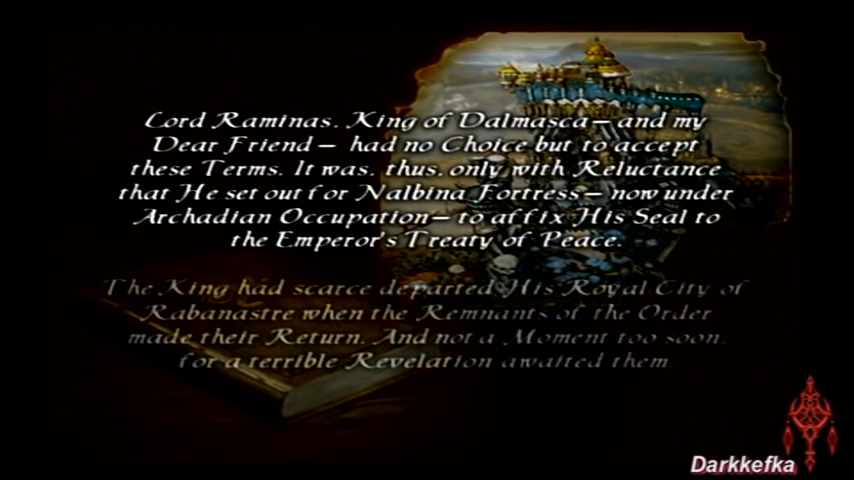 Lord Raminas, King of Dalmasca— and my
Dear Friend— had no Choice but to accept
these Terms. It was, thus, only with Reluctance
that He set out for Nalbina Fortress— now under
Archadian Occupation— to affix His Seal to
the Emperor's Treaty of Peace.
The King had scarce departed His Royal City of
Rabanastre when the Remnants of the Order
made their Return. And not a Moment too soon,
for a terrible Revelation awaited them
Darkkefka